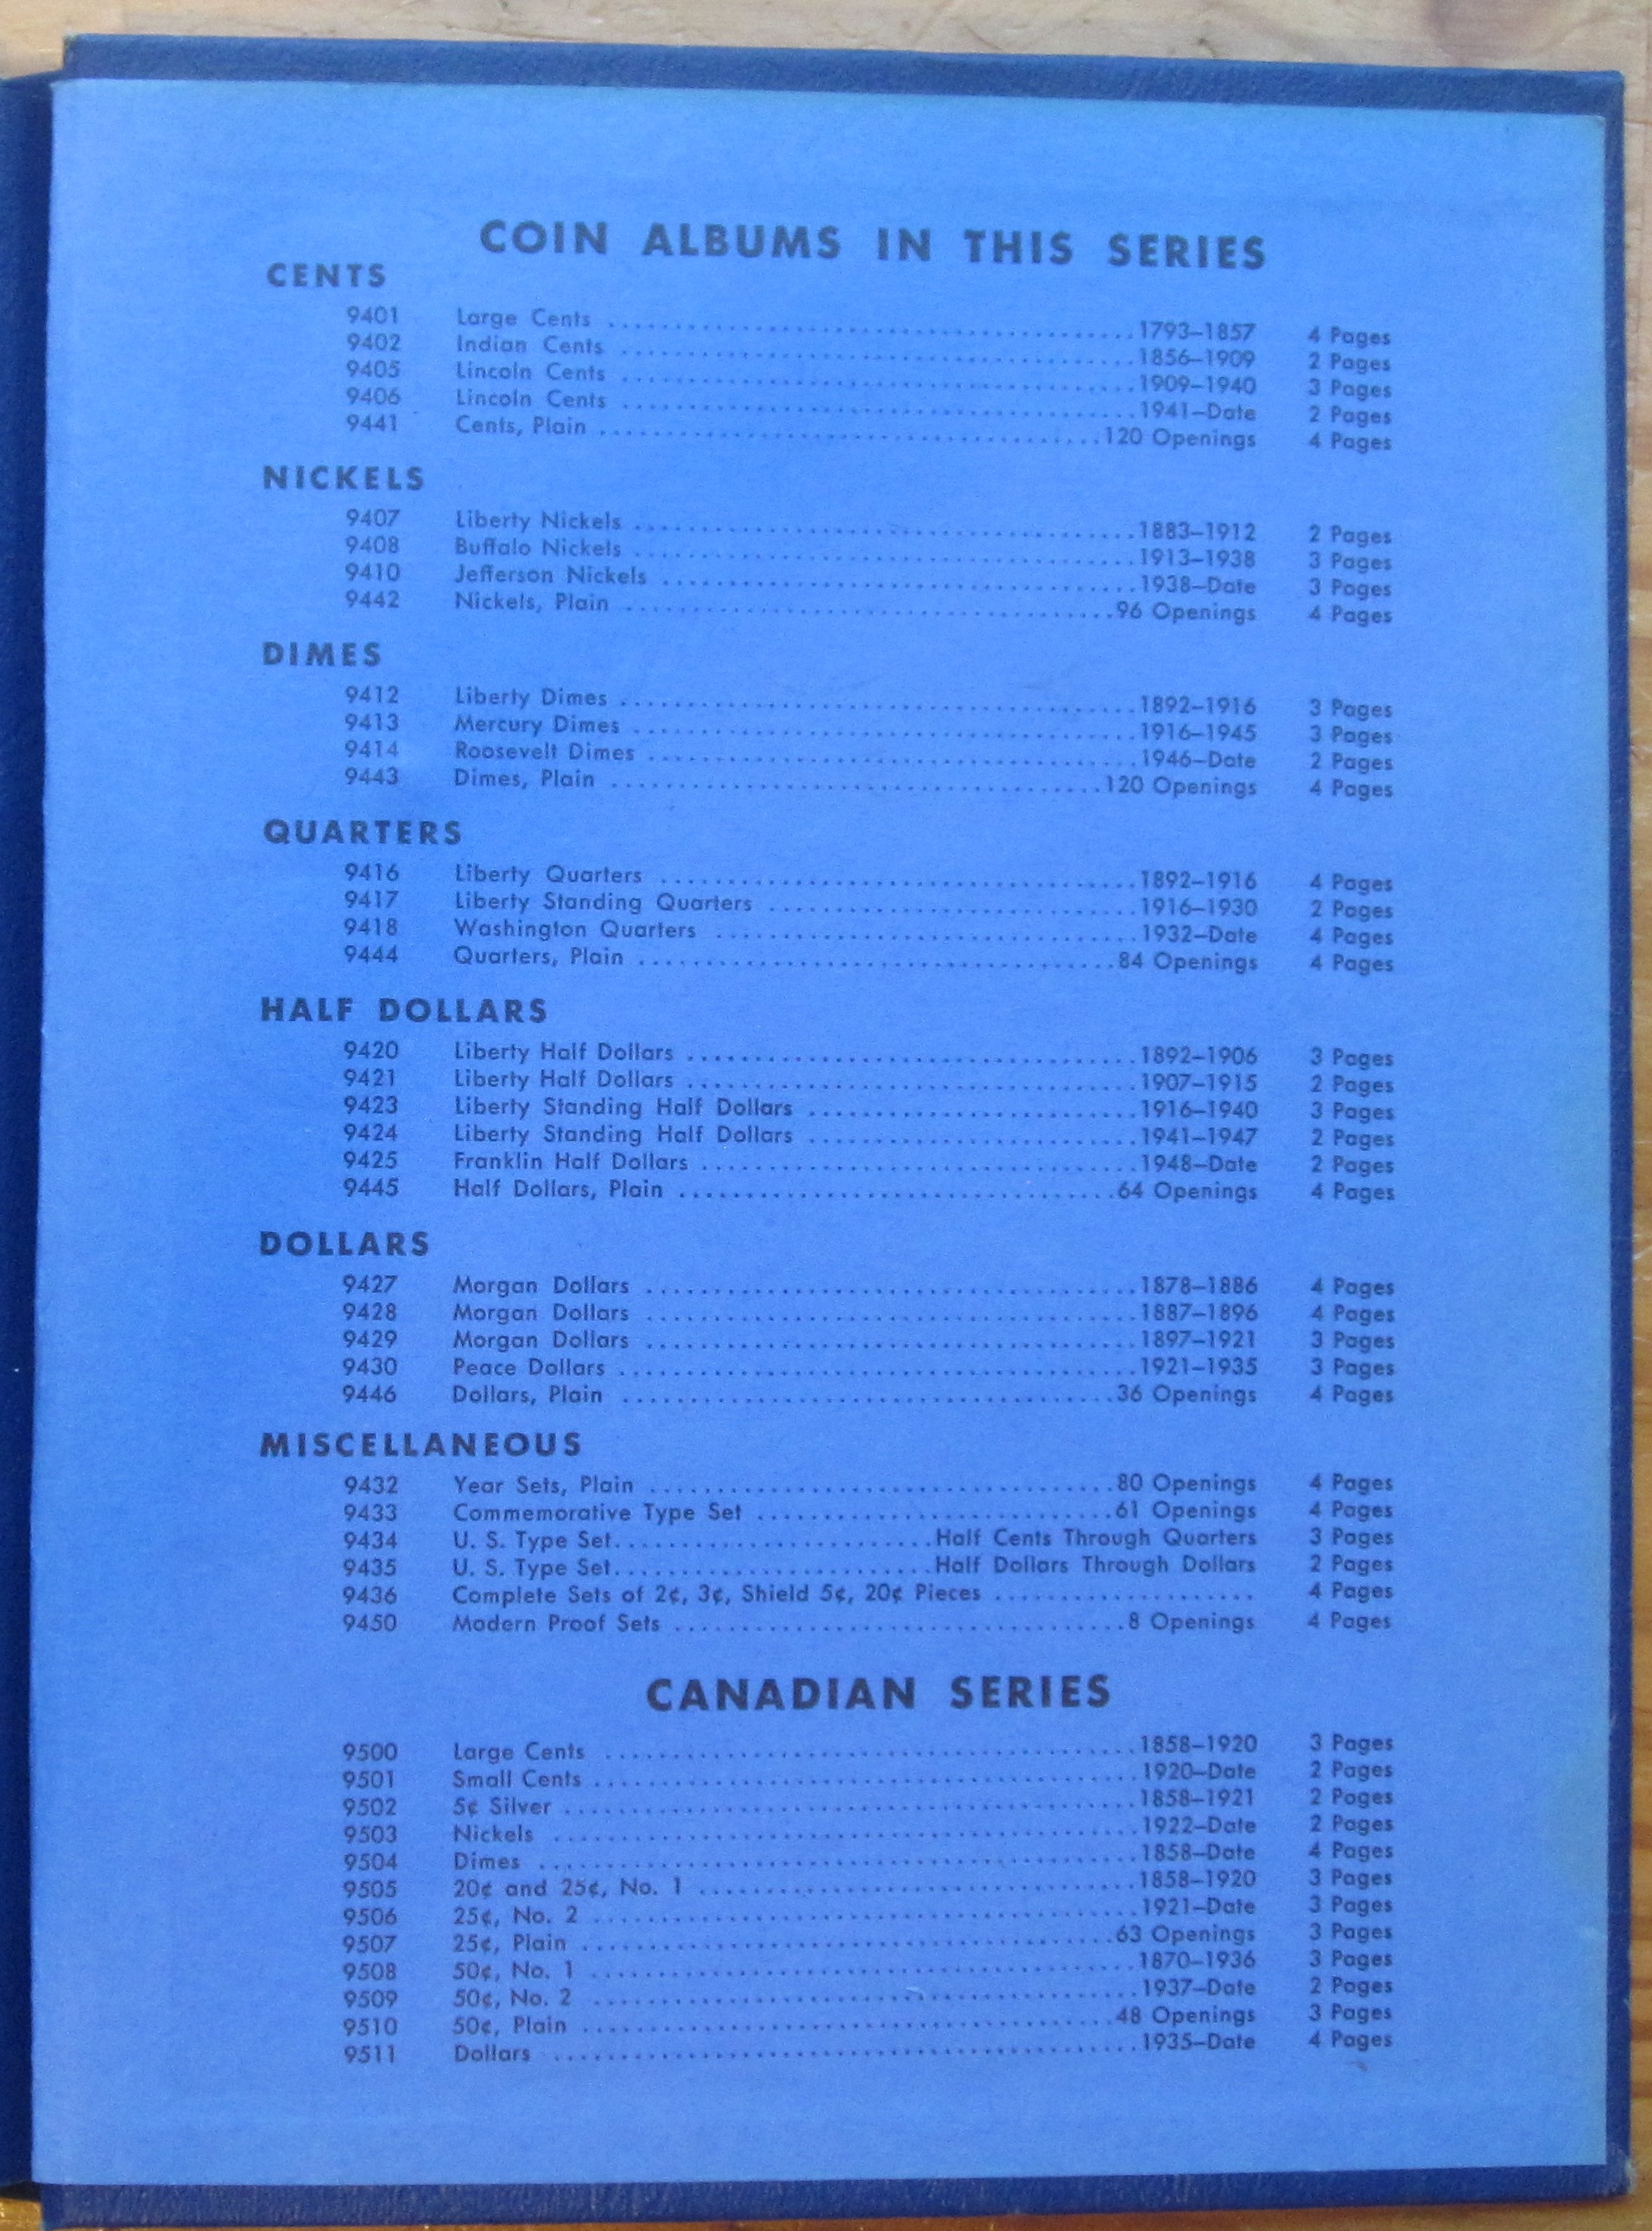 COIN ALBUMS IN THIS SERIES
CENTS
9401 Large Cents ........ 1793–1857 4 Pages
9402 Indian Cents ........ 1856–1909 2 Pages
9405 Lincoln Cents ........ 1909–1940 3 Pages
9406 Lincoln Cents ........ 1941–Date 2 Pages
9441 Cents, Plain ........ 120 Openings 4 Pages
NICKELS
9407 Liberty Nickels ........ 1883–1912 2 Pages
9408 Buffalo Nickels ........ 1913–1938 3 Pages
9410 Jefferson Nickels ........ 1938–Date 3 Pages
9442 Nickels, Plain ........ 96 Openings 4 Pages
DIMES
9412 Liberty Dimes ........ 1892–1916 3 Pages
9413 Mercury Dimes ........ 1916–1945 3 Pages
9414 Roosevelt Dimes ........ 1946–Date 2 Pages
9443 Dimes, Plain ........ 120 Openings 4 Pages
QUARTERS
9416 Liberty Quarters ........ 1892–1916 4 Pages
9417 Liberty Standing Quarters ........ 1916–1930 2 Pages
9418 Washington Quarters ........ 1932–Date 4 Pages
9444 Quarters, Plain ........ 84 Openings 4 Pages
HALF DOLLARS
9420 Liberty Half Dollars ........ 1892–1906 3 Pages
9421 Liberty Half Dollars ........ 1907–1915 2 Pages
9423 Liberty Standing Half Dollars ........ 1916–1940 3 Pages
9424 Liberty Standing Half Dollars ........ 1941–1947 2 Pages
9425 Franklin Half Dollars ........ 1948–Date 2 Pages
9445 Half Dollars, Plain ........ 64 Openings 4 Pages
DOLLARS
9427 Morgan Dollars ........ 1878–1886 4 Pages
9428 Morgan Dollars ........ 1887–1896 4 Pages
9429 Morgan Dollars ........ 1897–1921 3 Pages
9430 Peace Dollars ........ 1921–1935 3 Pages
9446 Dollars, Plain ........ 36 Openings 4 Pages
MISCELLANEOUS
9432 Year Sets, Plain ........ 80 Openings 4 Pages
9433 Commemorative Type Set ........ 61 Openings 4 Pages
9434 U. S. Type Set ........ Half Cents Through Quarters 3 Pages
9435 U. S. Type Set ........ Half Dollars Through Dollars 2 Pages
9436 Complete Sets of 2¢, 3¢, Shield 5¢, 20¢ Pieces ........ 4 Pages
9450 Modern Proof Sets ........ 8 Openings 4 Pages
CANADIAN SERIES
9500 Large Cents ........ 1858–1920 3 Pages
9501 Small Cents ........ 1920–Date 2 Pages
9502 5¢ Silver ........ 1858–1921 2 Pages
9503 Nickels ........ 1922–Date 2 Pages
9504 Dimes ........ 1858–Date 4 Pages
9505 20¢ and 25¢, No. 1 ........ 1858–1920 3 Pages
9506 25¢, No. 2 ........ 1921–Date 3 Pages
9507 25¢, Plain ........ 63 Openings 3 Pages
9508 50¢, No. 1 ........ 1870–1936 3 Pages
9509 50¢, No. 2 ........ 1937–Date 2 Pages
9510 50¢, Plain ........ 48 Openings 3 Pages
9511 Dollars ........ 1935–Date 4 Pages